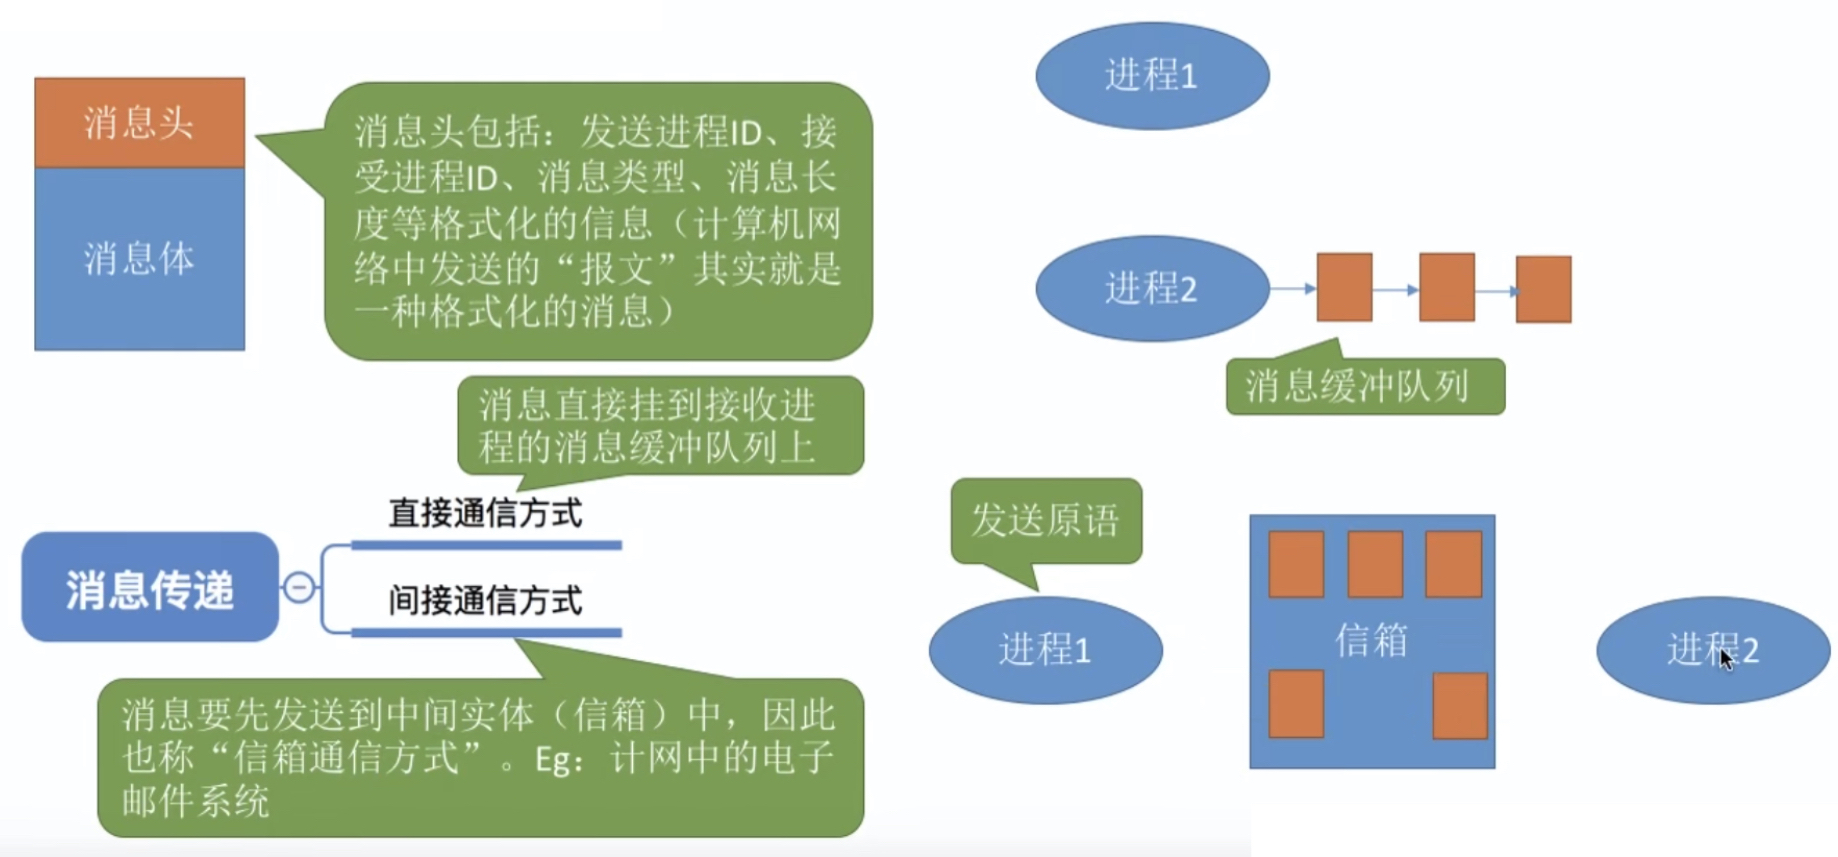 消息头
消息体
消息头包括：发送进程ID、接
受进程ID、消息类型、消息长
度等格式化的信息（计算机网
络中发送的“报文”其实就是
一种格式化的消息）
进程1
进程2
消息缓冲队列
消息直接挂到接收进
程的消息缓冲队列上
直接通信方式
消息传递
间接通信方式
消息要先发送到中间实体（信箱）中，因此
也称“信箱通信方式”。Eg：计网中的电子
邮件系统
发送原语
进程1
信箱
进程2